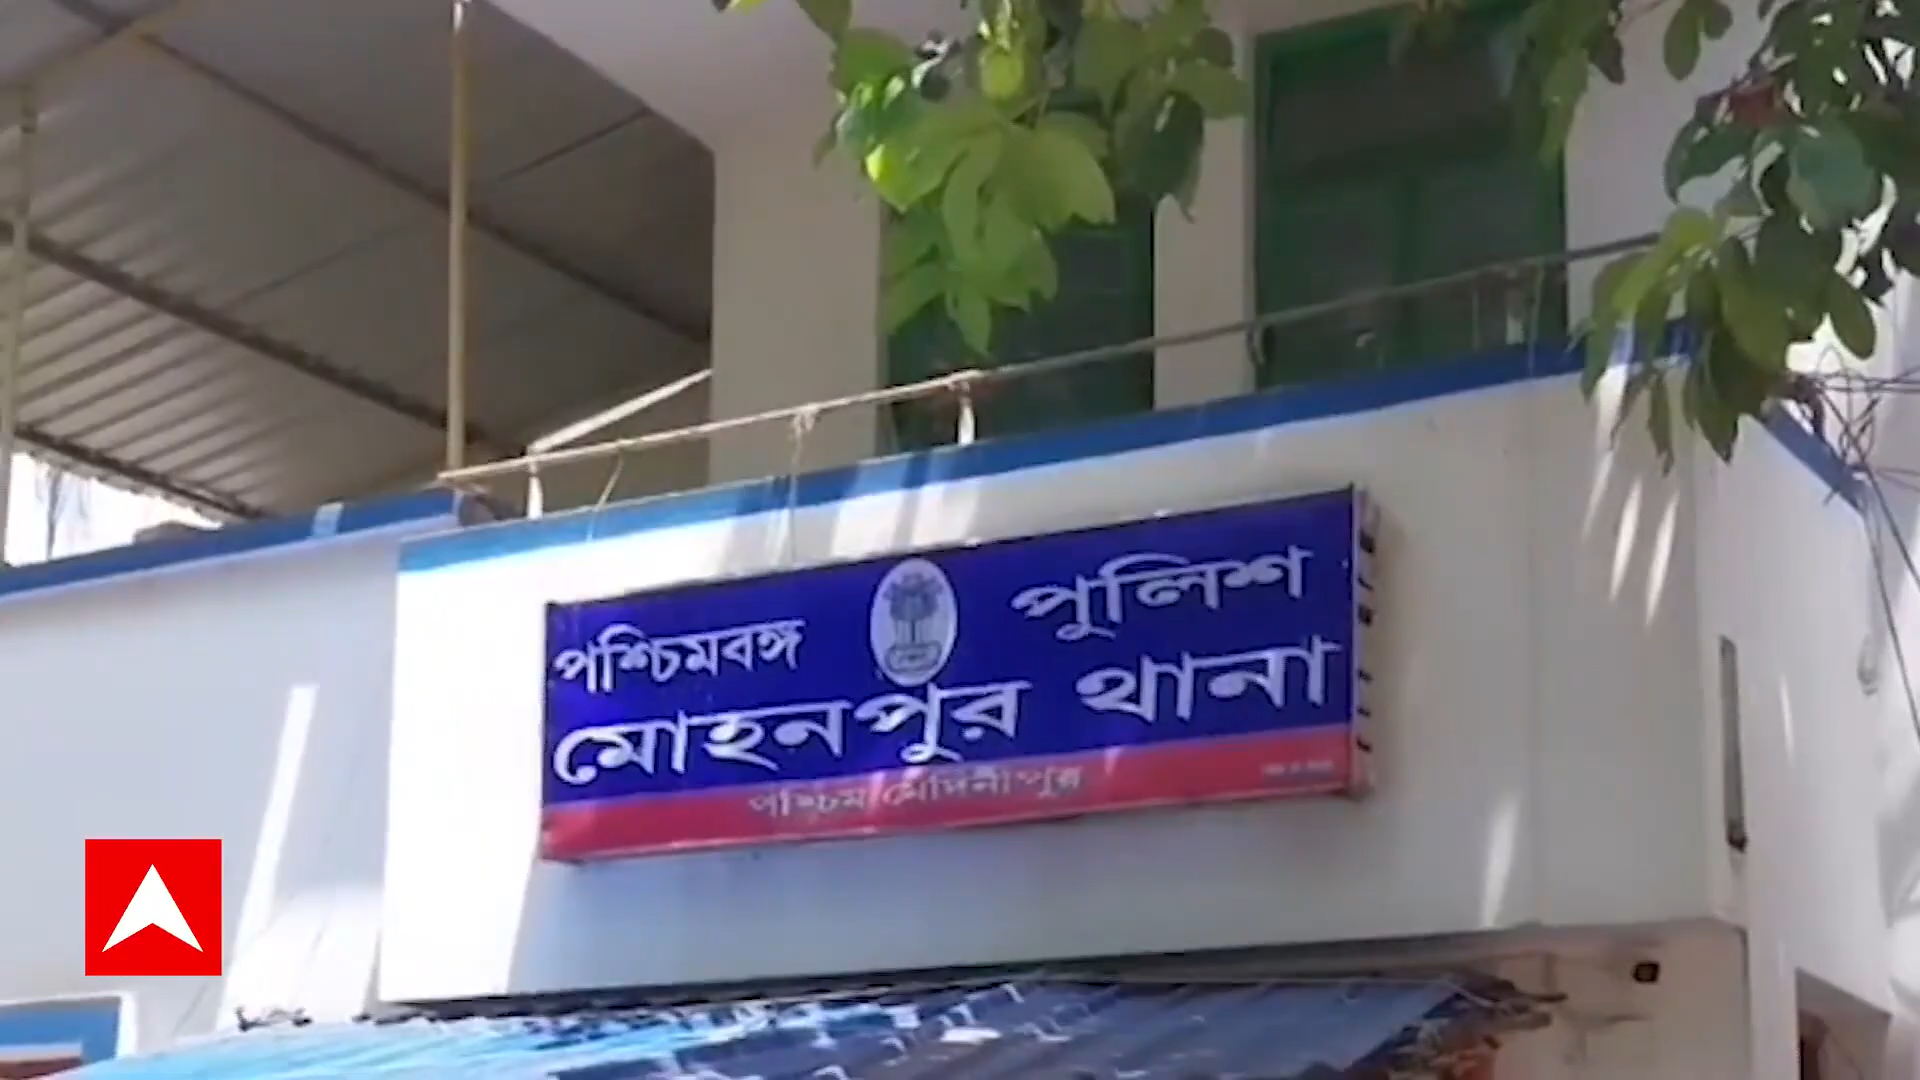 পশ্চিমবঙ্গ পুলিশ
মোহনপুর থানা
পশ্চিম মেদিনীপুর